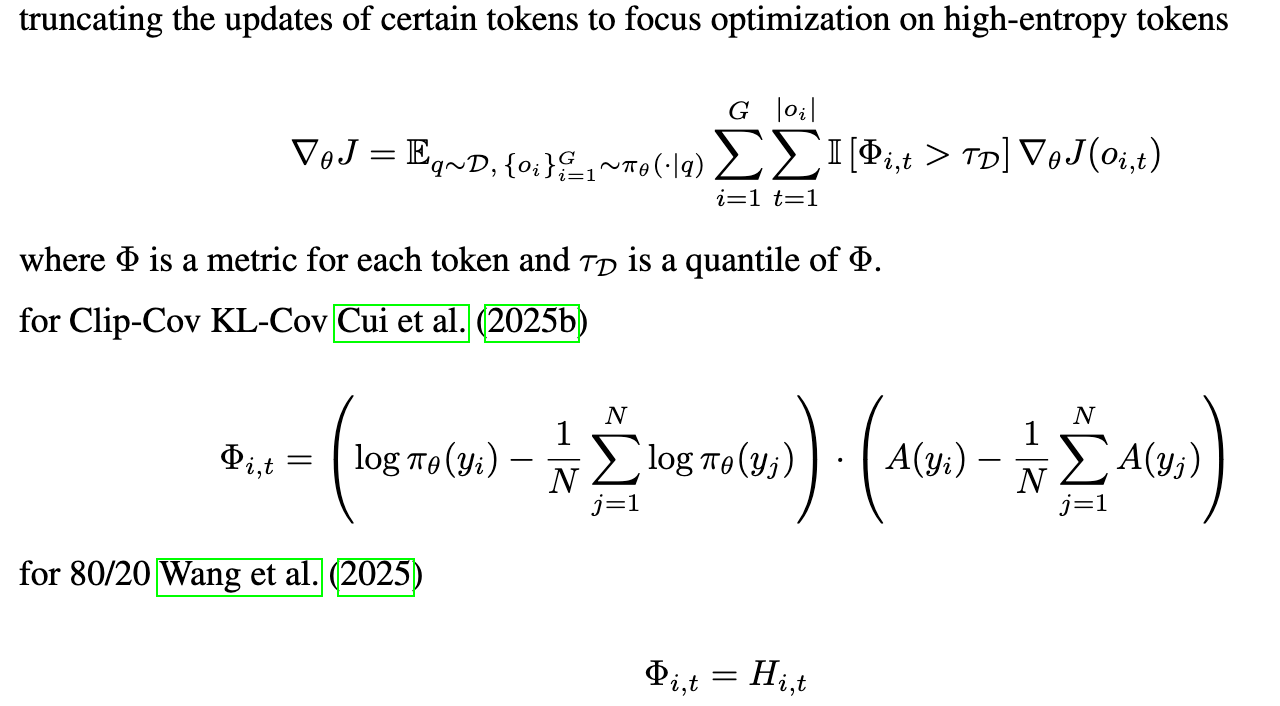 truncating the updates of certain tokens to focus optimization on high-entropy tokens
$$\nabla_\theta J = \mathbb{E}_{q\sim\mathcal{D},\,\{o_i\}_{i=1}^G\sim\pi_\theta(\cdot|q)} \sum_{i=1}^{G}\sum_{t=1}^{|o_i|} \mathbb{I}\left[\Phi_{i,t} > \tau_{\mathcal{D}}\right] \nabla_\theta J(o_{i,t})$$
where Φ is a metric for each token and $\tau_{\mathcal{D}}$ is a quantile of Φ.
for Clip-Cov KL-Cov Cui et al. (2025b)
$$\Phi_{i,t} = \left(\log \pi_\theta(y_i) - \frac{1}{N}\sum_{j=1}^{N}\log \pi_\theta(y_j)\right) \cdot \left(A(y_i) - \frac{1}{N}\sum_{j=1}^{N}A(y_j)\right)$$
for 80/20 Wang et al. (2025)
$$\Phi_{i,t} = H_{i,t}$$